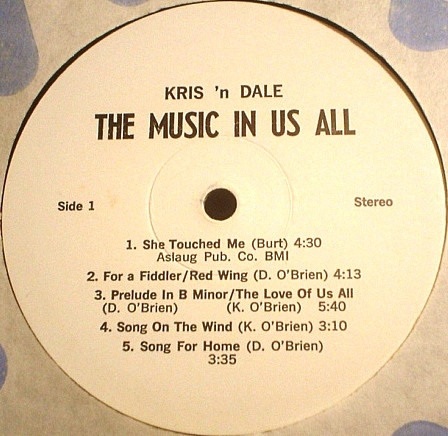 KRIS 'n DALE
THE MUSIC IN US ALL
Side 1
Stereo
1. She Touched Me (Burt) 4:30
Aslaug Pub. Co. BMI
2. For a Fiddler/Red Wing (D. O'Brien) 4:13
3. Prelude In B Minor/The Love Of Us All
(D. O'Brien) (K. O'Brien) 5:40
4. Song On The Wind (K. O'Brien) 3:10
5. Song For Home (D. O'Brien)
3:35